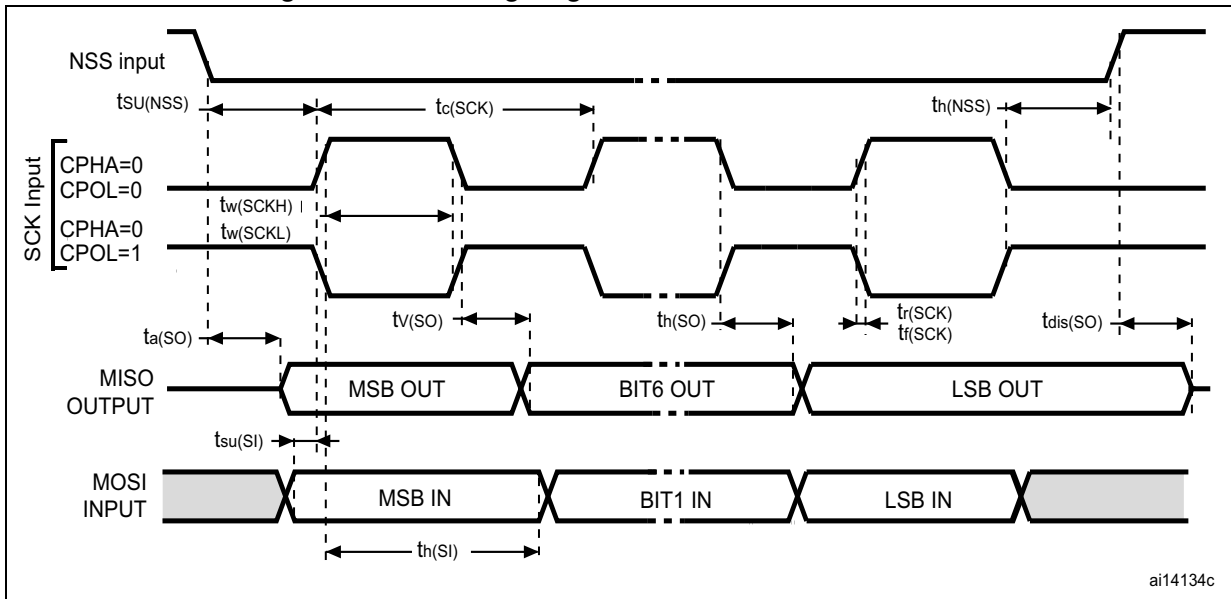 NSS input
tSU(NSS)
tc(SCK)
th(NSS)
SCK Input
CPHA=0
CPOL=0
tw(SCKH)
CPHA=0
tw(SCKL)
CPOL=1
ta(SO)
tV(SO)
th(SO)
tr(SCK)
tf(SCK)
tdis(SO)
MISO
OUTPUT
MSB OUT
BIT6 OUT
LSB OUT
tsu(SI)
MOSI
INPUT
MSB IN
BIT1 IN
LSB IN
th(SI)
ai14134c